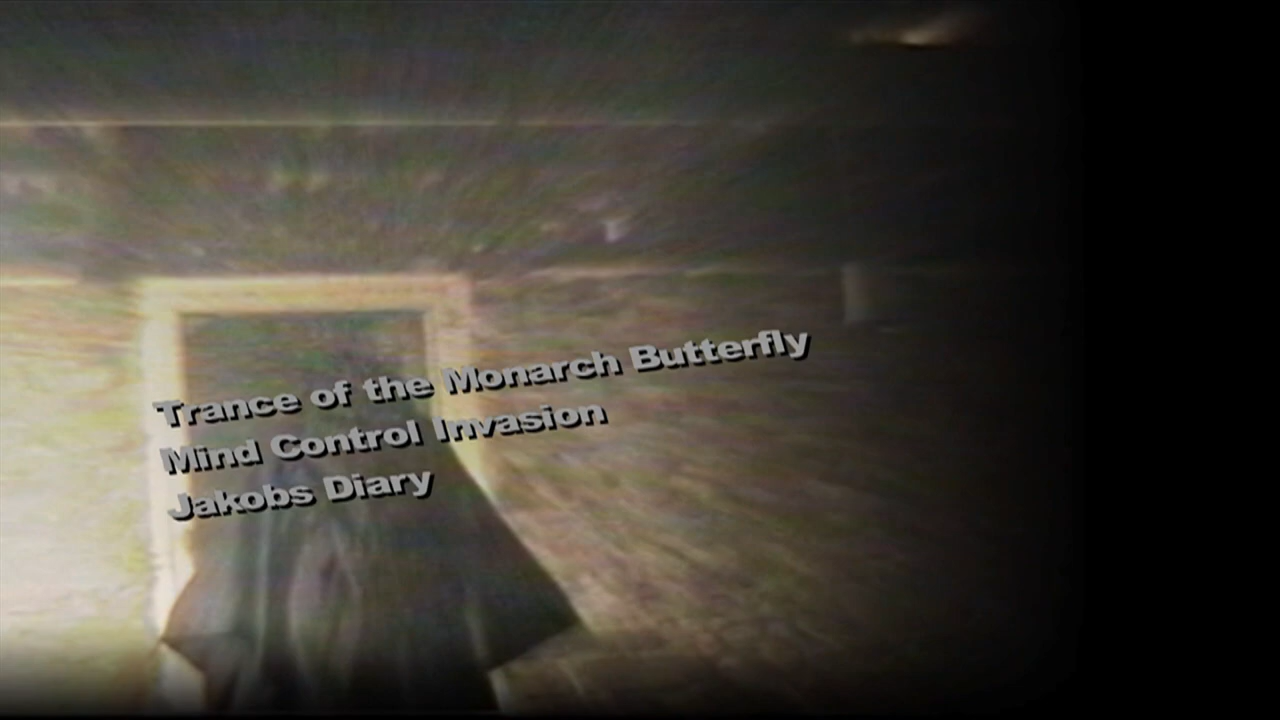 Trance of the Monarch Butterfly
Mind Control Invasion
Jakobs Diary